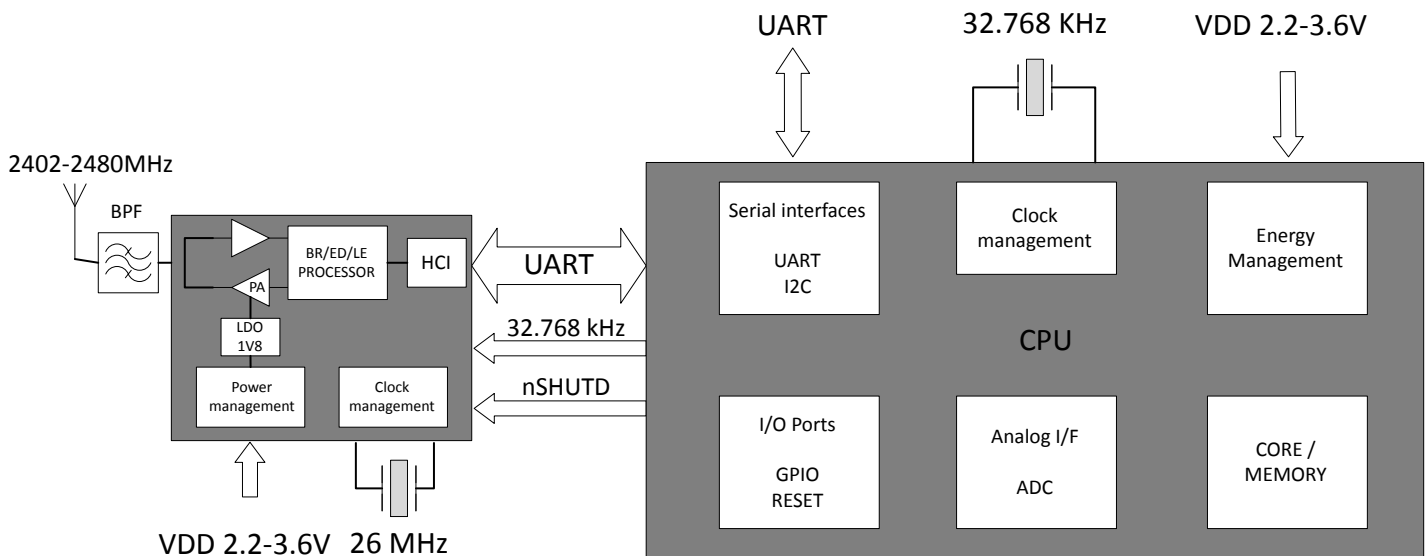 UART
32.768 KHz
VDD 2.2-3.6V
2402-2480MHz
BPF
BR/ED/LE
PROCESSOR
HCI
PA
LDO
1V8
Power
management
Clock
management
VDD 2.2-3.6V
26 MHz
UART
32.768 kHz
nSHUTD
Serial interfaces
UART
I2C
Clock
management
Energy
Management
CPU
I/O Ports
GPIO
RESET
Analog I/F
ADC
CORE /
MEMORY